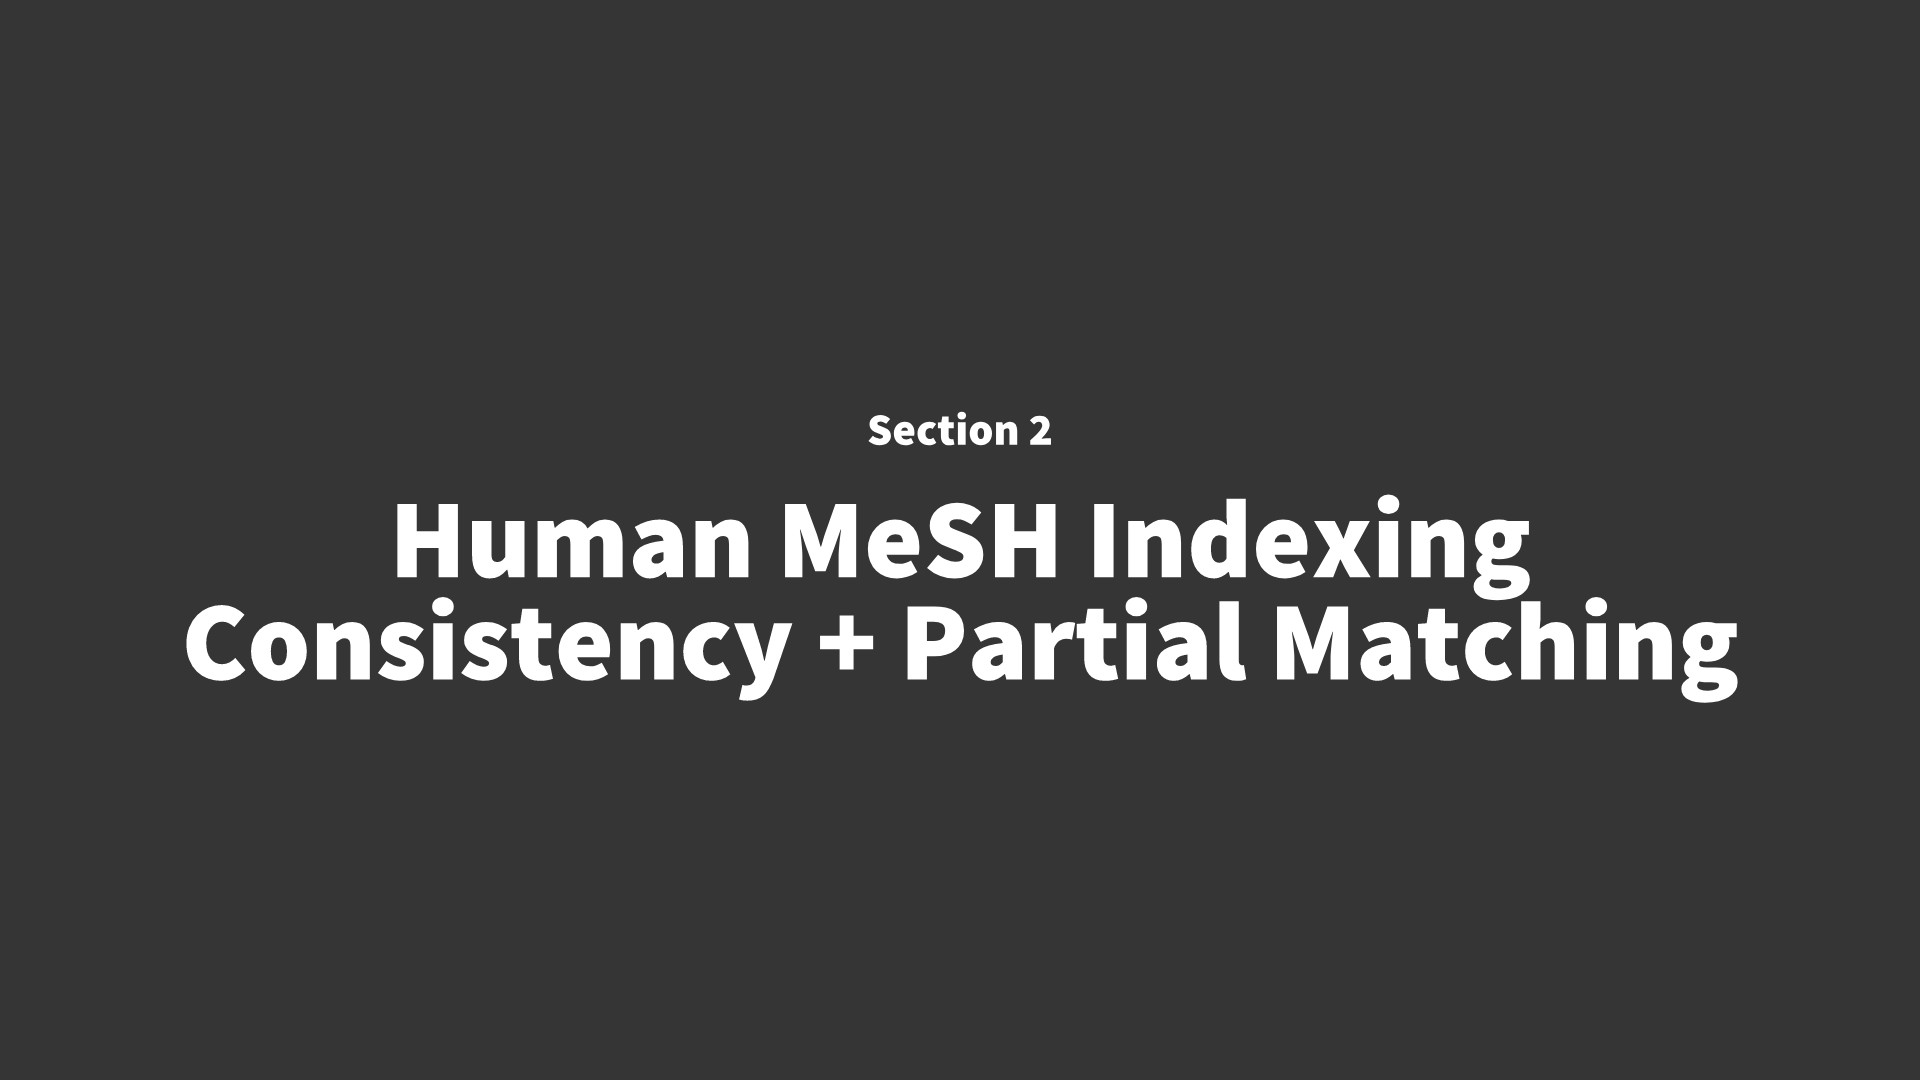 Section 2
Human MeSH Indexing
Consistency + Partial Matching